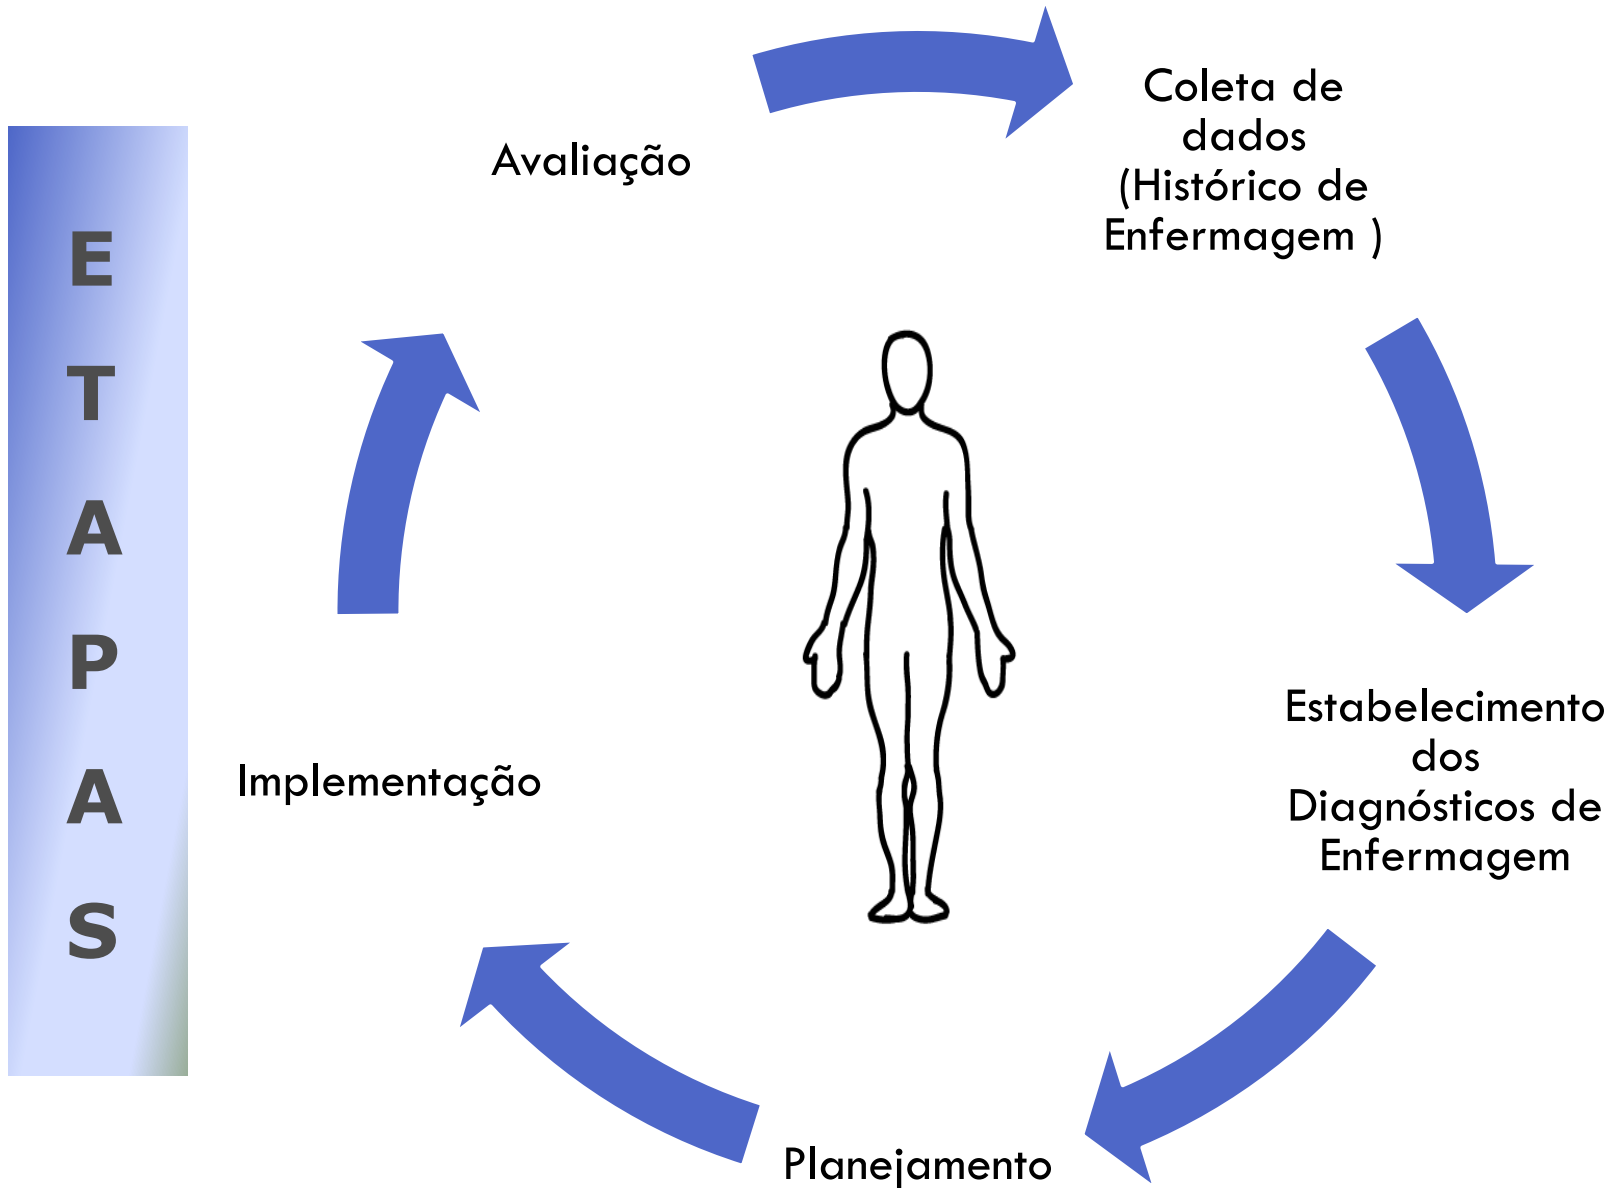 E
T
A
P
A
S
Avaliação
Coleta de
dados
(Histórico de
Enfermagem )
Estabelecimento
dos
Diagnósticos de
Enfermagem
Planejamento
Implementação